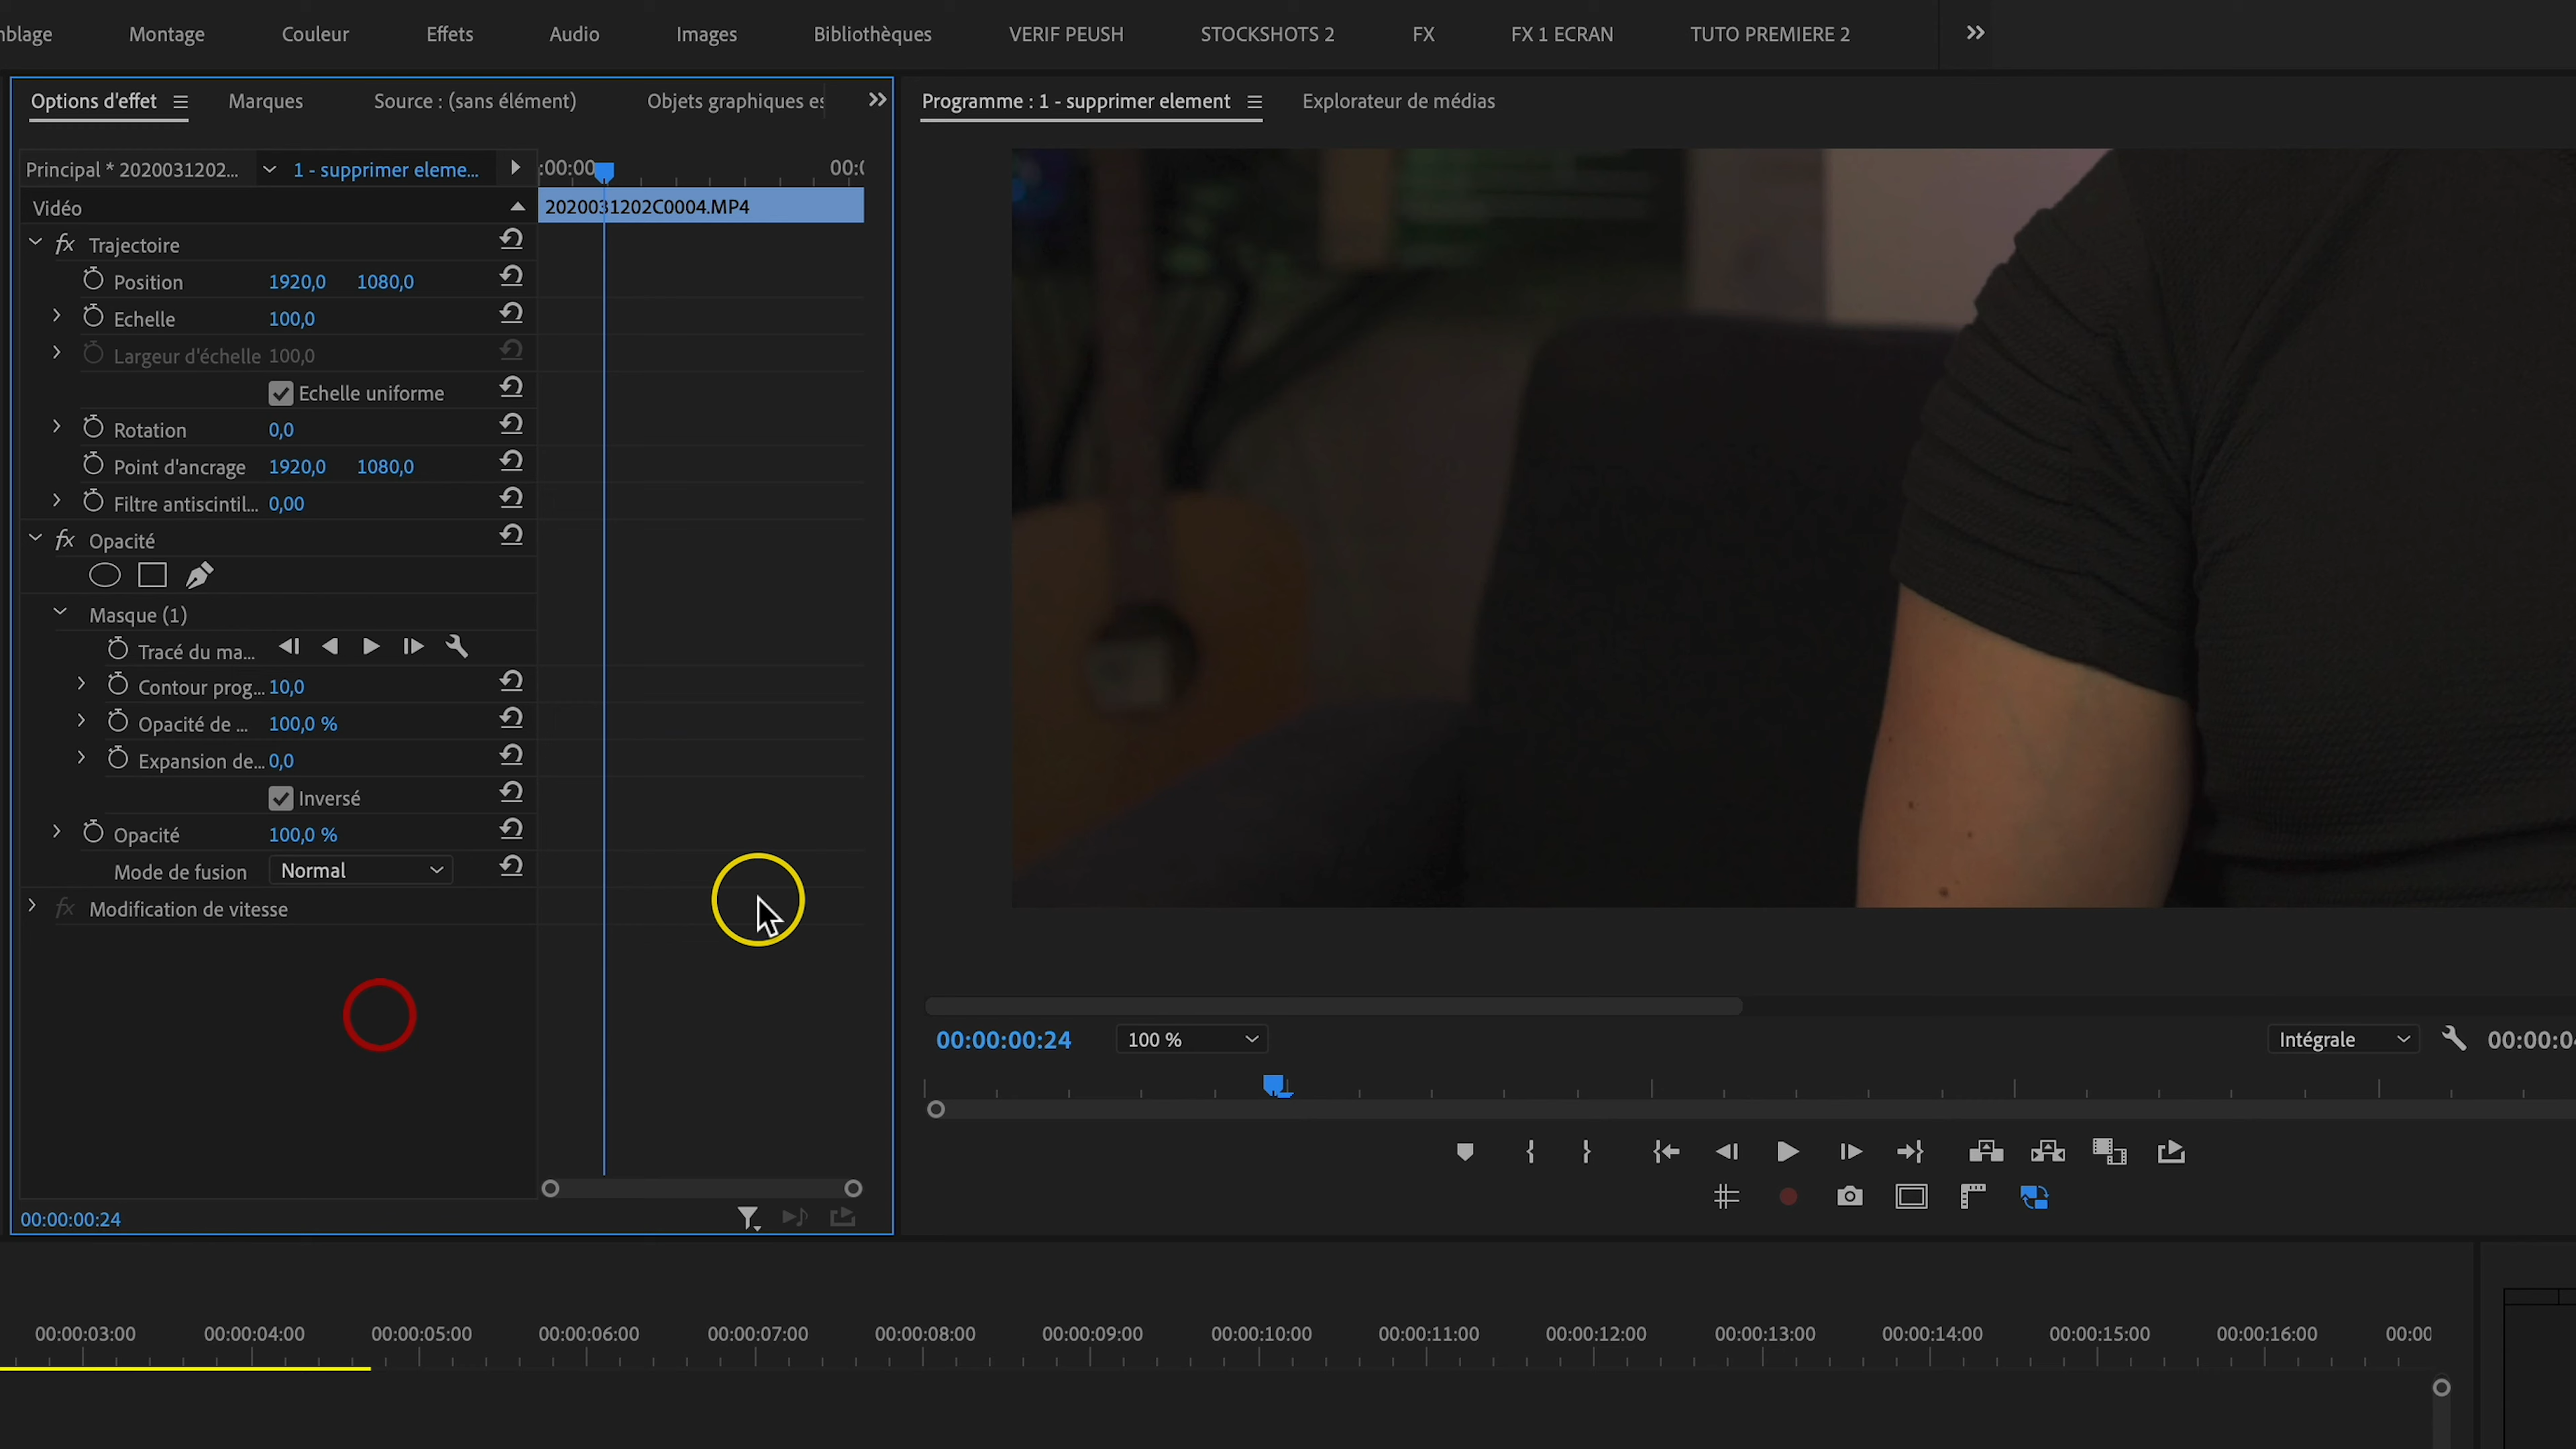 nblage Montage Couleur Effets Audio Images Bibliothèques VERIF PEUSH STOCKSHOTS 2 FX FX 1 ECRAN TUTO PREMIERE 2
Options d'effet Marques Source : (sans élément) Objets graphiques es
Programme : 1 - supprimer element Explorateur de médias
Principal * 2020031202... 1 - supprimer eleme... :00:00 00:0
Vidéo 2020031202C0004.MP4
fx Trajectoire
Position 1920,0 1080,0
Echelle 100,0
Largeur d'échelle 100,0
Echelle uniforme
Rotation 0,0
Point d'ancrage 1920,0 1080,0
Filtre antiscintil... 0,00
fx Opacité
Masque (1)
Tracé du ma...
Contour prog... 10,0
Opacité de ... 100,0 %
Expansion de... 0,0
Inversé
Opacité 100,0 %
Mode de fusion Normal
fx Modification de vitesse
00:00:00:24
00:00:00:24 100 % Intégrale 00:00:04
00:00:03:00 00:00:04:00 00:00:05:00 00:00:06:00 00:00:07:00 00:00:08:00 00:00:09:00 00:00:10:00 00:00:11:00 00:00:12:00 00:00:13:00 00:00:14:00 00:00:15:00 00:00:16:00 00:00